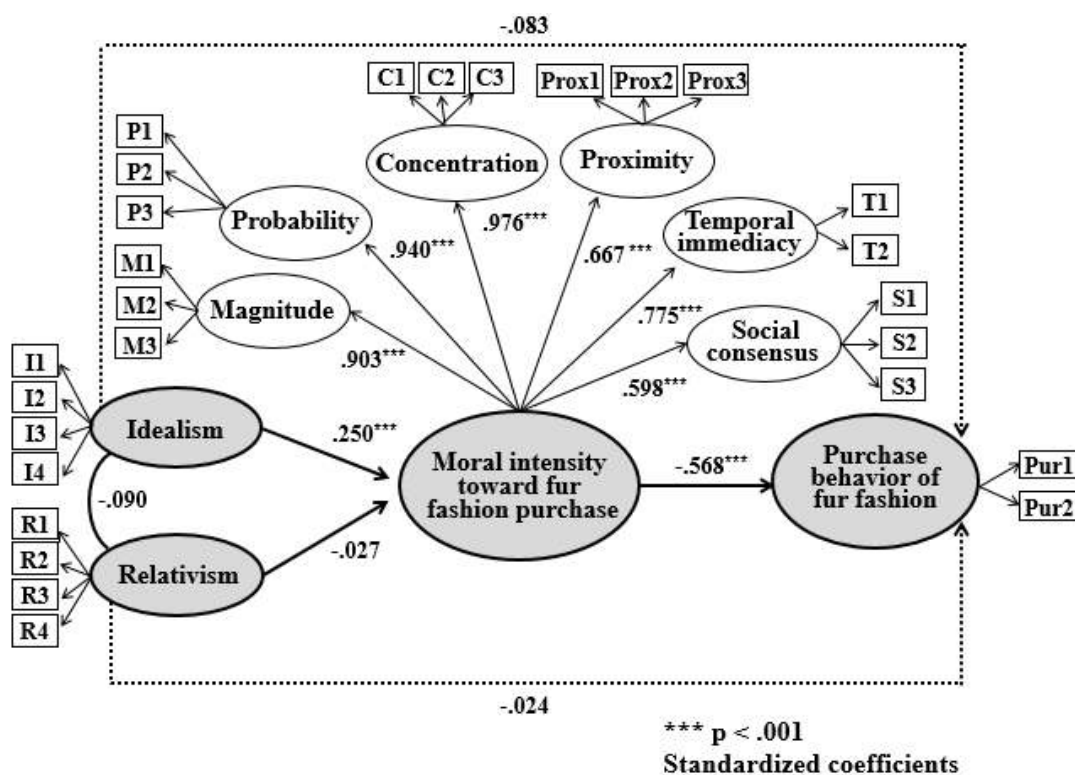 -.083
C1
C2
C3
Prox1
Prox2
Prox3
P1
P2
P3
Concentration
Proximity
Probability
Temporal
immediacy
T1
T2
.976***
.940***
.667 ***
M1
M2
M3
Magnitude
.775***
Social
consensus
S1
S2
S3
.903***
.598***
I1
I2
I3
I4
Idealism
.250***
Moral intensity
toward fur
fashion purchase
-.568***
Purchase
behavior of
fur fashion
Pur1
Pur2
-.090
R1
R2
R3
R4
Relativism
-.027
-.024
*** p < .001
Standardized coefficients